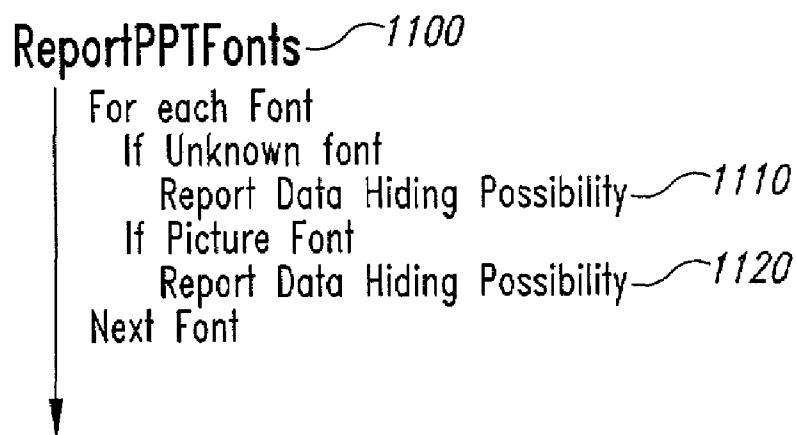 ReportPPTFonts 1100
For each Font
If Unknown font
Report Data Hiding Possibility 1110
If Picture Font
Report Data Hiding Possibility 1120
Next Font